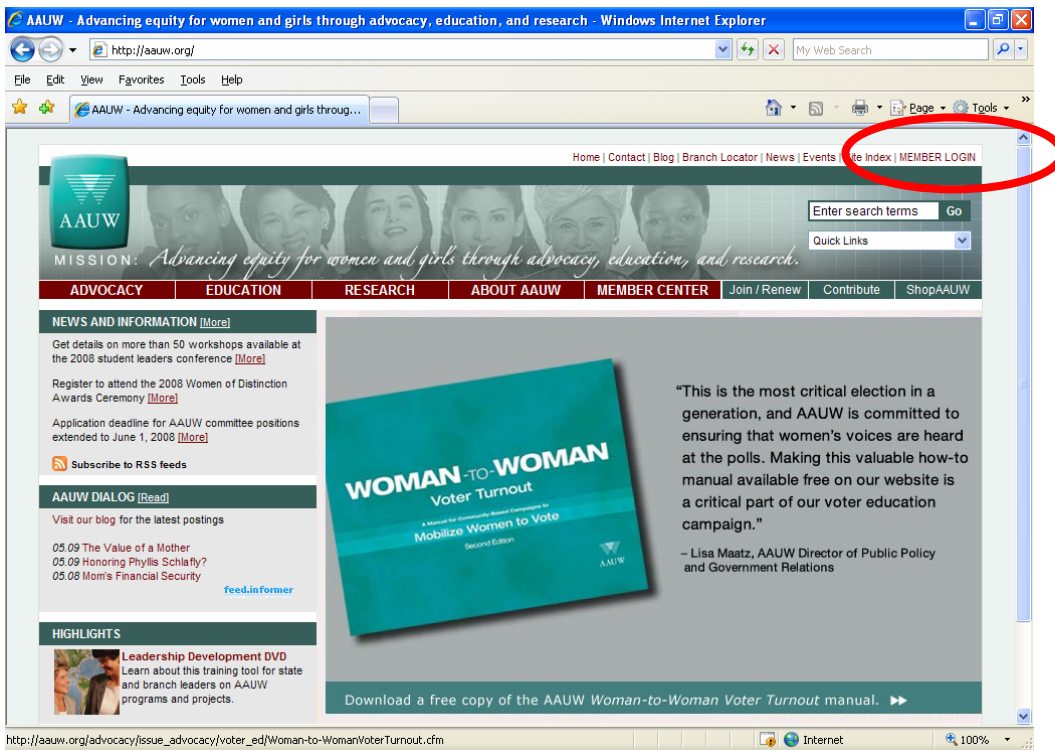 AAUW - Advancing equity for women and girls through advocacy, education, and research - Windows Internet Explorer
http://aauw.org/
My Web Search
File Edit View Favorites Tools Help
AAUW - Advancing equity for women and girls throug...
Page Tools »
Home | Contact | Blog | Branch Locator | News | Events | Site Index | MEMBER LOGIN
AAUW
Enter search terms Go
Quick Links
MISSION: Advancing equity for women and girls through advocacy, education, and research.
ADVOCACY EDUCATION RESEARCH ABOUT AAUW MEMBER CENTER Join / Renew Contribute ShopAAUW
NEWS AND INFORMATION [More]
Get details on more than 50 workshops available at
the 2008 student leaders conference [More]
Register to attend the 2008 Women of Distinction
Awards Ceremony [More]
Application deadline for AAUW committee positions
extended to June 1, 2008 [More]
Subscribe to RSS feeds
AAUW DIALOG [Read]
Visit our blog for the latest postings
05.09 The Value of a Mother
05.09 Honoring Phyllis Schlafly?
05.08 Mom's Financial Security
feed.informer
HIGHLIGHTS
Leadership Development DVD
Learn about this training tool for state
and branch leaders on AAUW
programs and projects.
WOMAN-TO-WOMAN
Voter Turnout
A Manual for Community-Based Campaigns to
Mobilize Women to Vote
Second Edition
AAUW
“This is the most critical election in a
generation, and AAUW is committed to
ensuring that women’s voices are heard
at the polls. Making this valuable how-to
manual available free on our website is
a critical part of our voter education
campaign.”
– Lisa Maatz, AAUW Director of Public Policy
and Government Relations
Download a free copy of the AAUW Woman-to-Woman Voter Turnout manual.
http://aauw.org/advocacy/issue_advocacy/voter_ed/Woman-to-WomanVoterTurnout.cfm
Internet
100%